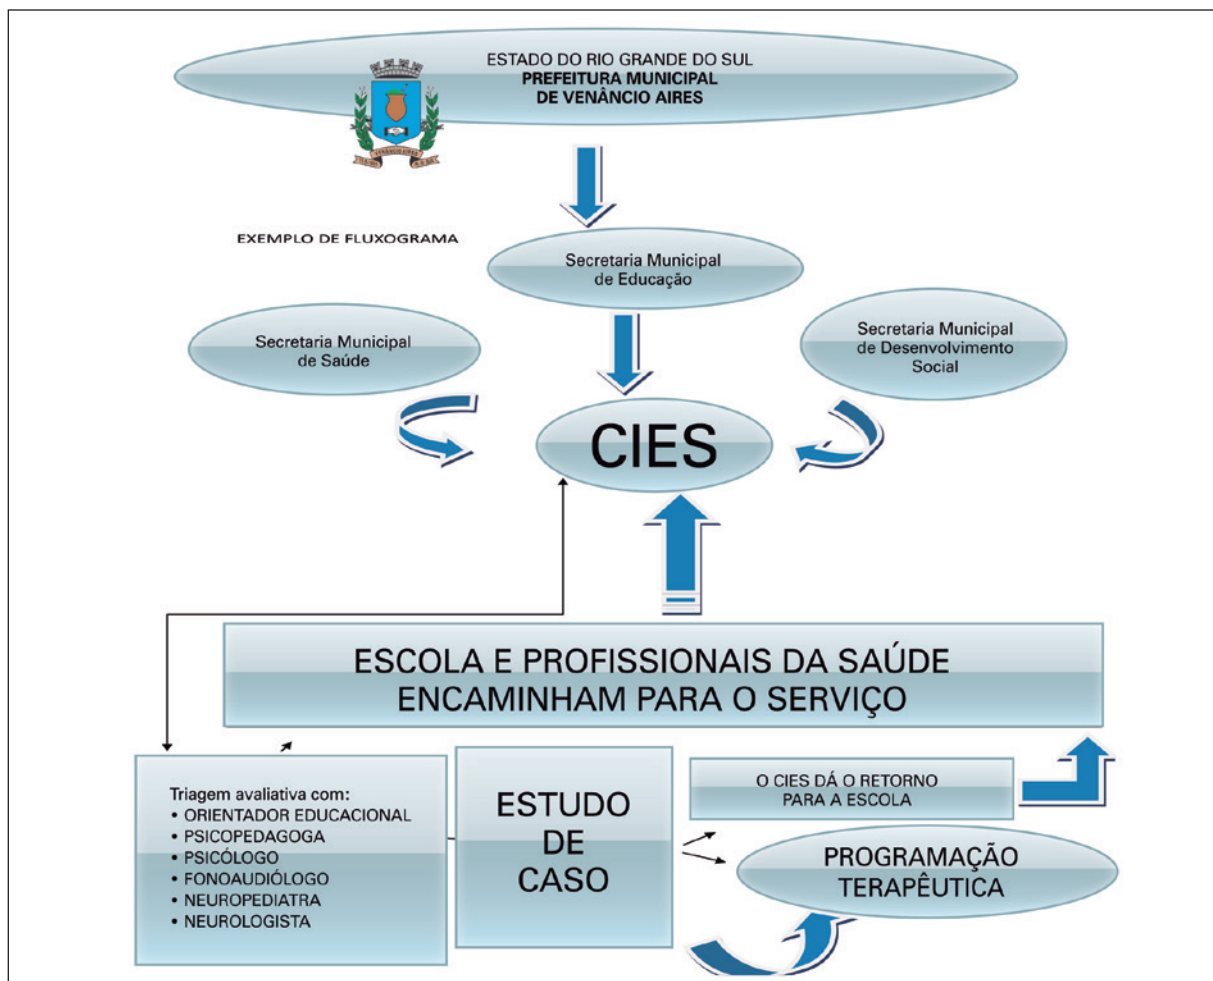 ESTADO DO RIO GRANDE DO SUL
PREFEITURA MUNICIPAL
DE VENÂNCIO AIRES
EXEMPLO DE FLUXOGRAMA
Secretaria Municipal
de Educação
Secretaria Municipal
de Saúde
Secretaria Municipal
de Desenvolvimento
Social
CIES
ESCOLA E PROFISSIONAIS DA SAÚDE
ENCAMINHAM PARA O SERVIÇO
Triagem avaliativa com:
• ORIENTADOR EDUCACIONAL
• PSICOPEDAGOGA
• PSICÓLOGO
• FONOAUDIÓLOGO
• NEUROPEDIATRA
• NEUROLOGISTA
ESTUDO
DE
CASO
O CIES DÁ O RETORNO
PARA A ESCOLA
PROGRAMAÇÃO
TERAPÊUTICA